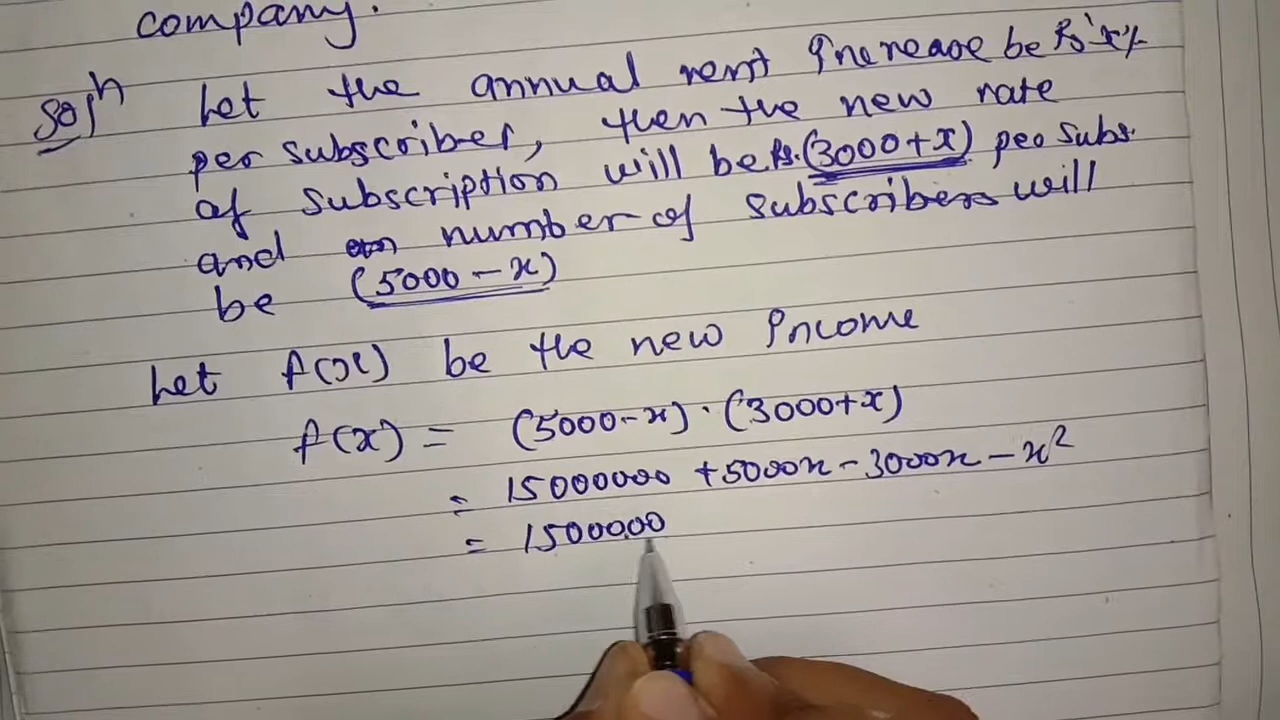 company.
Solⁿ Let the annual rent increase be Rs 'x'/.
per subscriber, then the new rate
of subscription will be Rs. (3000+x) per subs.
and number of subscribers will
be (5000-x)
Let f(x) be the new income
f(x) = (5000-x)·(3000+x)
= 15000000 +5000x-3000x-x²
= 1500000